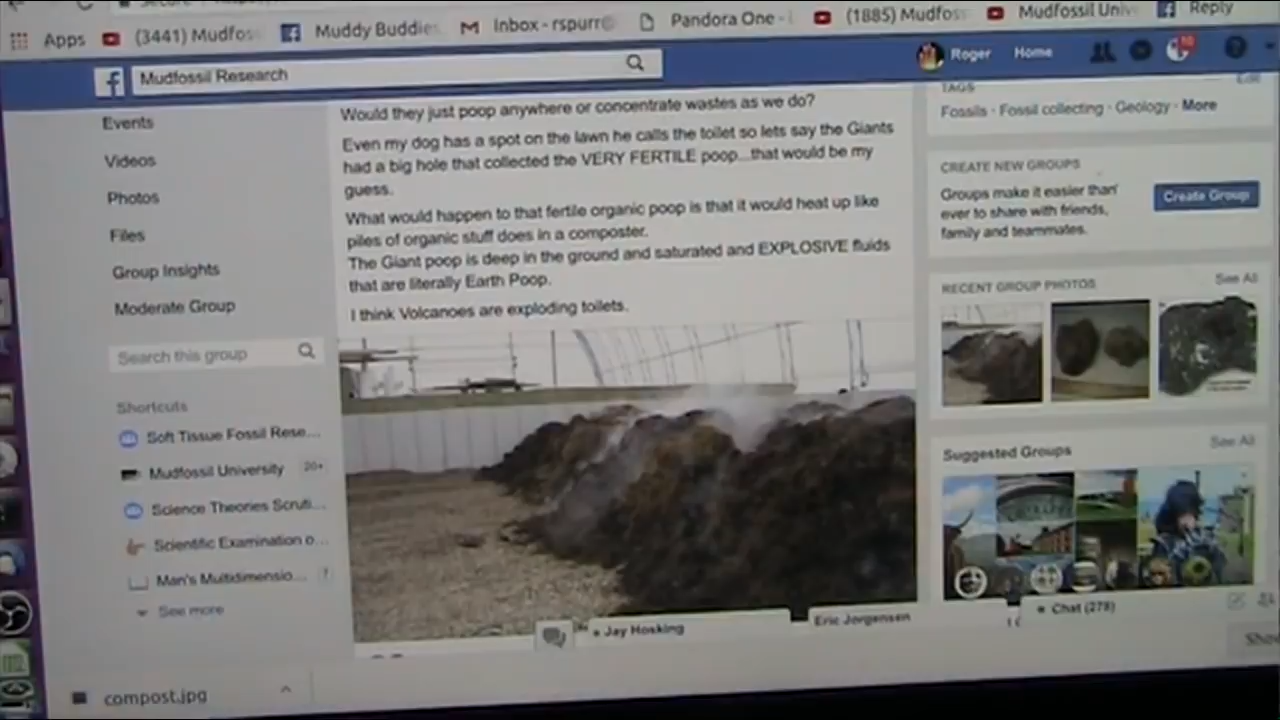 Apps
(3441) Mudfos
Muddy Buddies
Inbox - rspurr@
Pandora One - l
(1885) Mudfoss
Mudfossil Univ
Reply
Mudfossil Research
Roger
Home
Events
Videos
Photos
Files
Group Insights
Moderate Group
Search this group
Shortcuts
Soft Tissue Fossil Rese...
Mudfossil University 20+
Science Theories Scruti...
Scientific Examination o...
Man's Multidimensio... 7
See more
Would they just poop anywhere or concentrate wastes as we do?
Even my dog has a spot on the lawn he calls the toilet so lets say the Giants
had a big hole that collected the VERY FERTILE poop...that would be my
guess.
What would happen to that fertile organic poop is that it would heat up like
piles of organic stuff does in a composter.
The Giant poop is deep in the ground and saturated and EXPLOSIVE fluids
that are literally Earth Poop.
I think Volcanoes are exploding toilets.
TAGS
Edit
Fossils · Fossil collecting · Geology · More
CREATE NEW GROUPS
Groups make it easier than
ever to share with friends,
family and teammates.
Create Group
RECENT GROUP PHOTOS
See All
Suggested Groups
See All
Jay Hosking
Eric Jorgensen
Chat (278)
compost.jpg